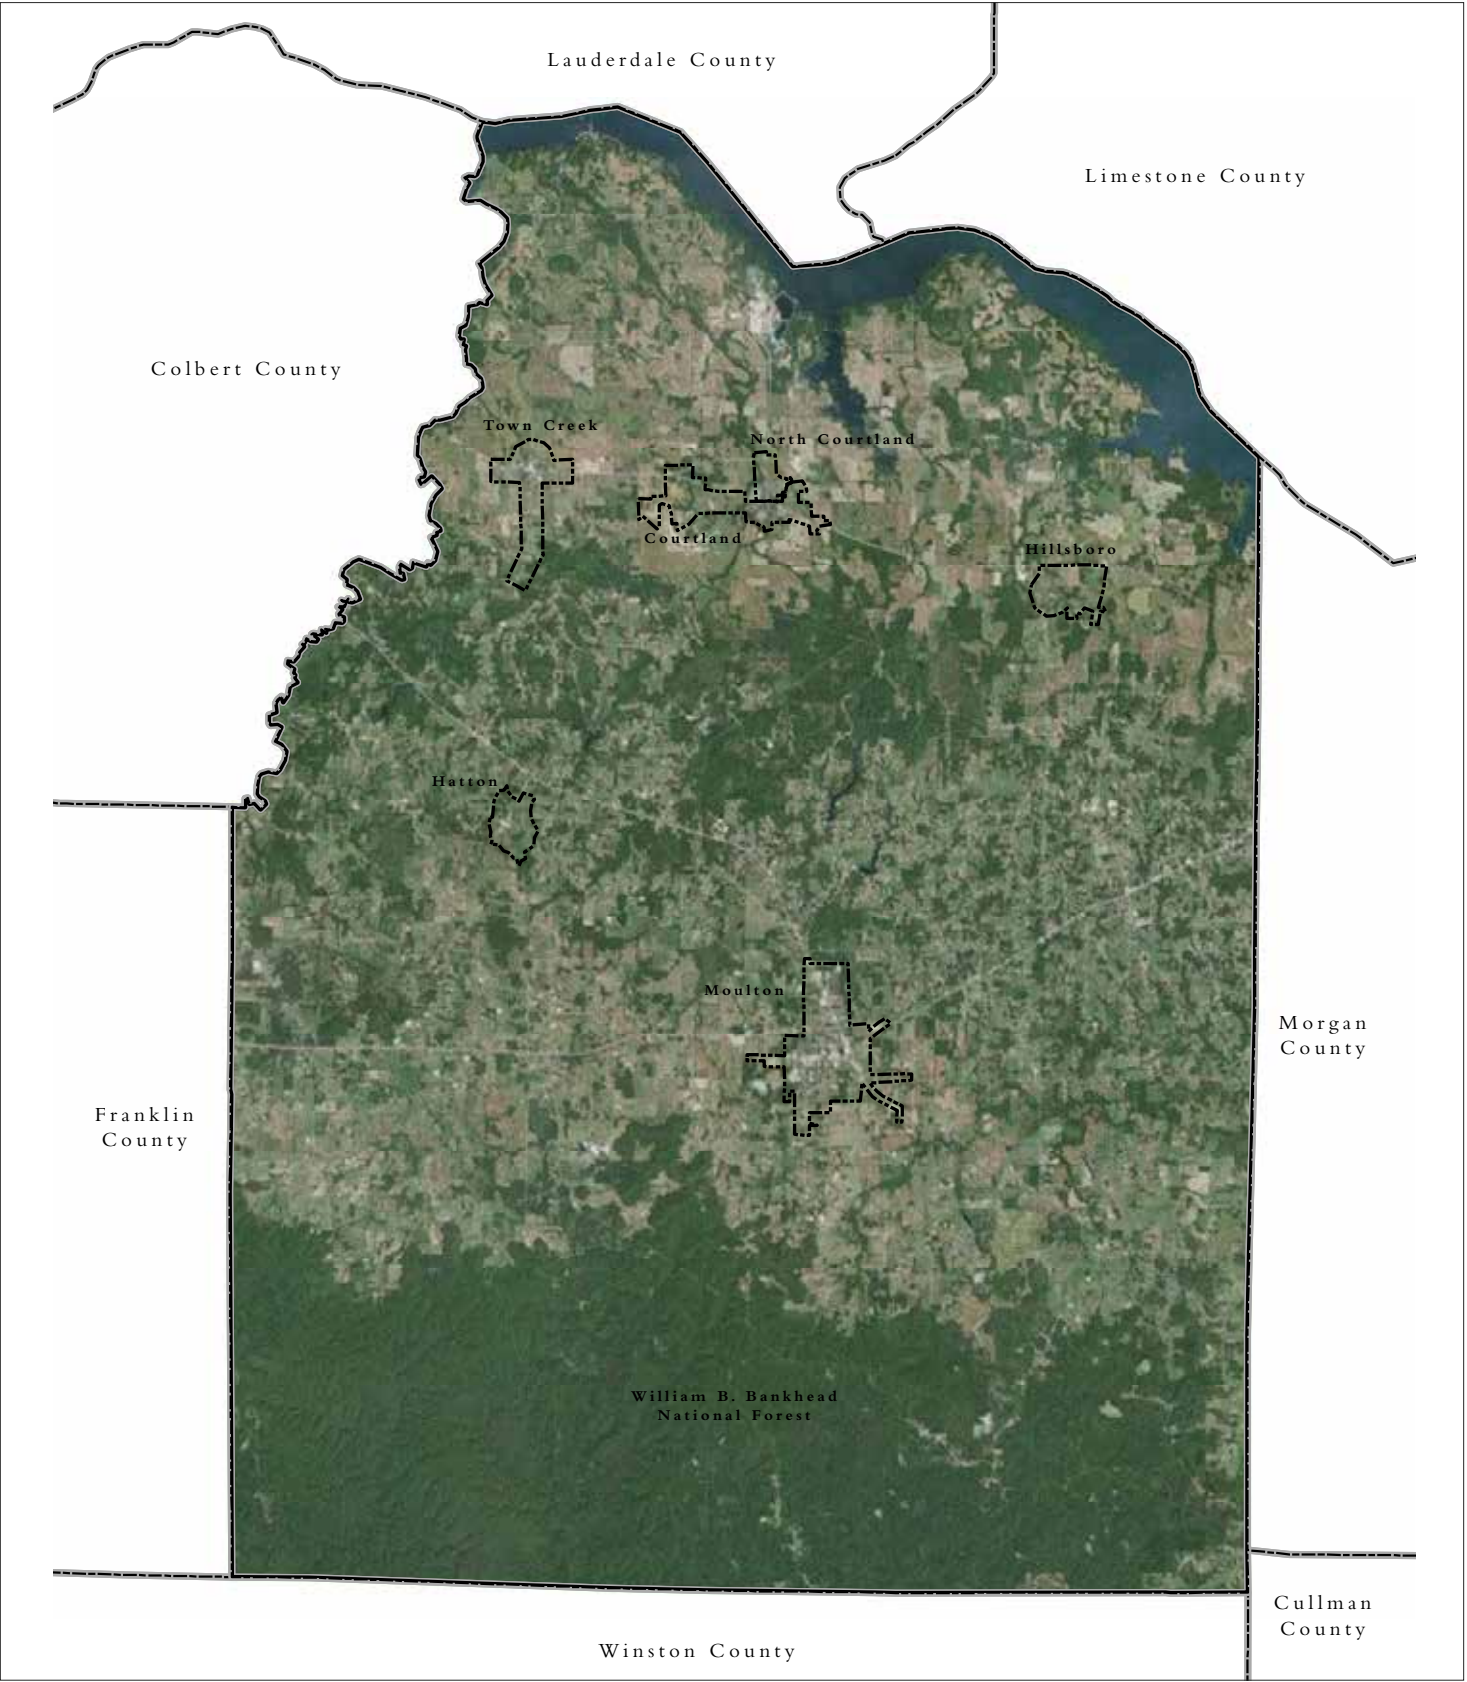 Lauderdale County
Limestone County
Colbert County
Town Creek
North Courtland
Courtland
Hillsboro
Hatton
Moulton
Morgan
County
Franklin
County
William B. Bankhead
National Forest
Cullman
County
Winston County